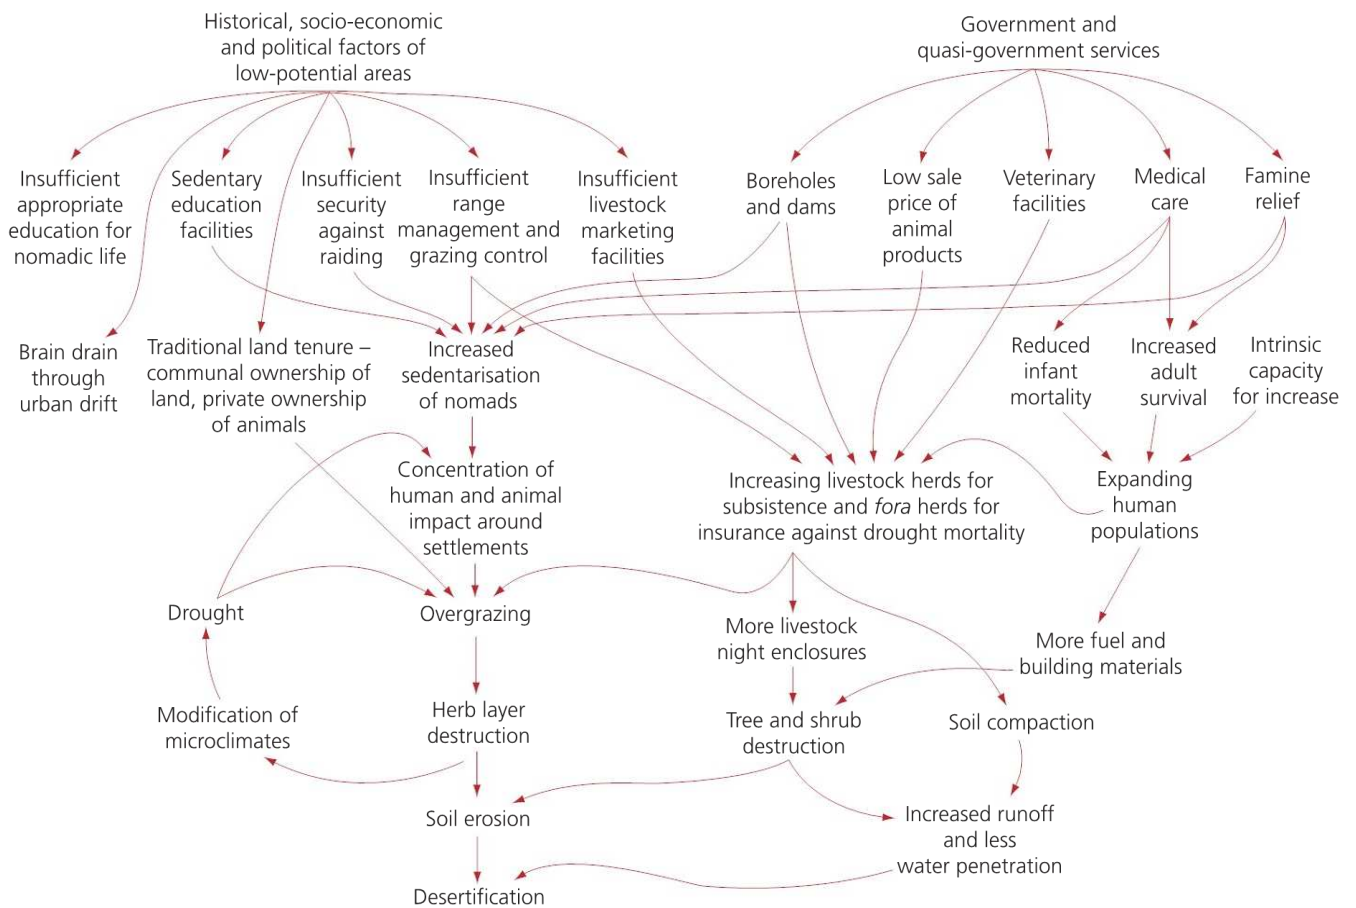 Historical, socio-economic
and political factors of
low-potential areas
Government and
quasi-government services
Insufficient
appropriate
education for
nomadic life
Sedentary
education
facilities
Insufficient
security
against
raiding
Insufficient
range
management and
grazing control
Insufficient
livestock
marketing
facilities
Boreholes
and dams
Low sale
price of
animal
products
Veterinary
facilities
Medical
care
Famine
relief
Brain drain
through
urban drift
Traditional land tenure –
communal ownership of
land, private ownership
of animals
Increased
sedentarisation
of nomads
Reduced
infant
mortality
Increased
adult
survival
Intrinsic
capacity
for increase
Concentration of
human and animal
impact around
settlements
Increasing livestock herds for
subsistence and fora herds for
insurance against drought mortality
Expanding
human
populations
Drought
Overgrazing
More livestock
night enclosures
More fuel and
building materials
Modification of
microclimates
Herb layer
destruction
Tree and shrub
destruction
Soil compaction
Soil erosion
Increased runoff
and less
water penetration
Desertification